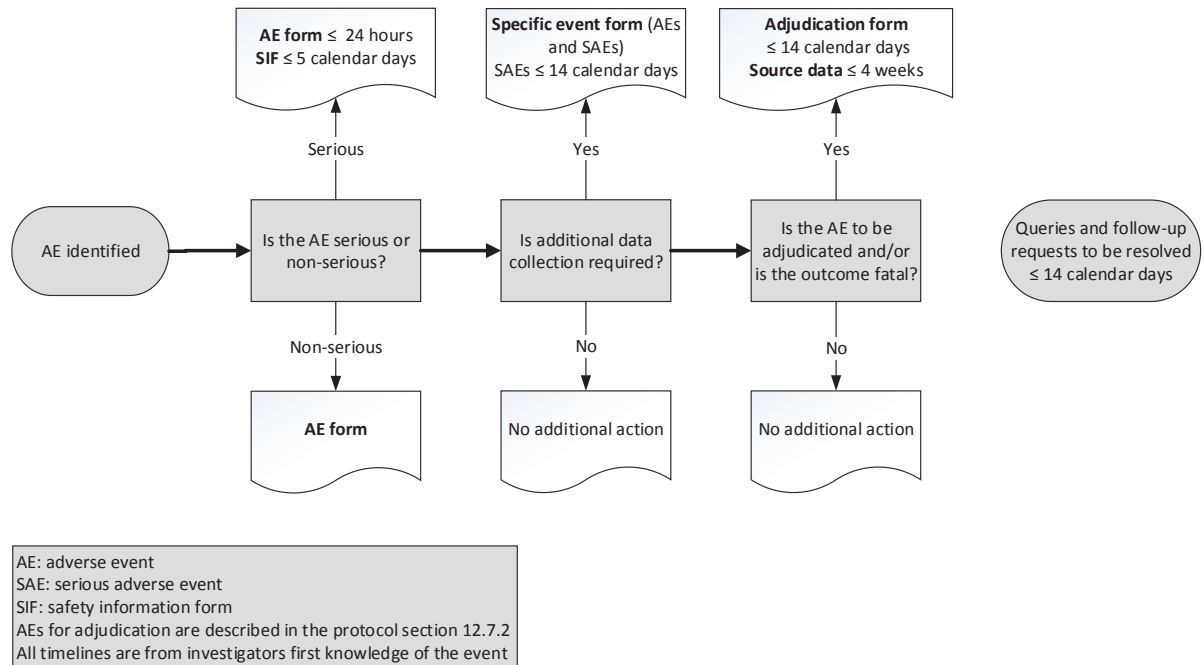 AE form ≤ 24 hours
SIF ≤ 5 calendar days
Specific event form (AEs
and SAEs)
SAEs ≤ 14 calendar days
Adjudication form
≤ 14 calendar days
Source data ≤ 4 weeks
Serious
Yes
Yes
AE identified
Is the AE serious or
non-serious?
Is additional data
collection required?
Is the AE to be
adjudicated and/or
is the outcome fatal?
Queries and follow-up
requests to be resolved
≤ 14 calendar days
Non-serious
No
No
AE form
No additional action
No additional action
AE: adverse event
SAE: serious adverse event
SIF: safety information form
AEs for adjudication are described in the protocol section 12.7.2
All timelines are from investigators first knowledge of the event